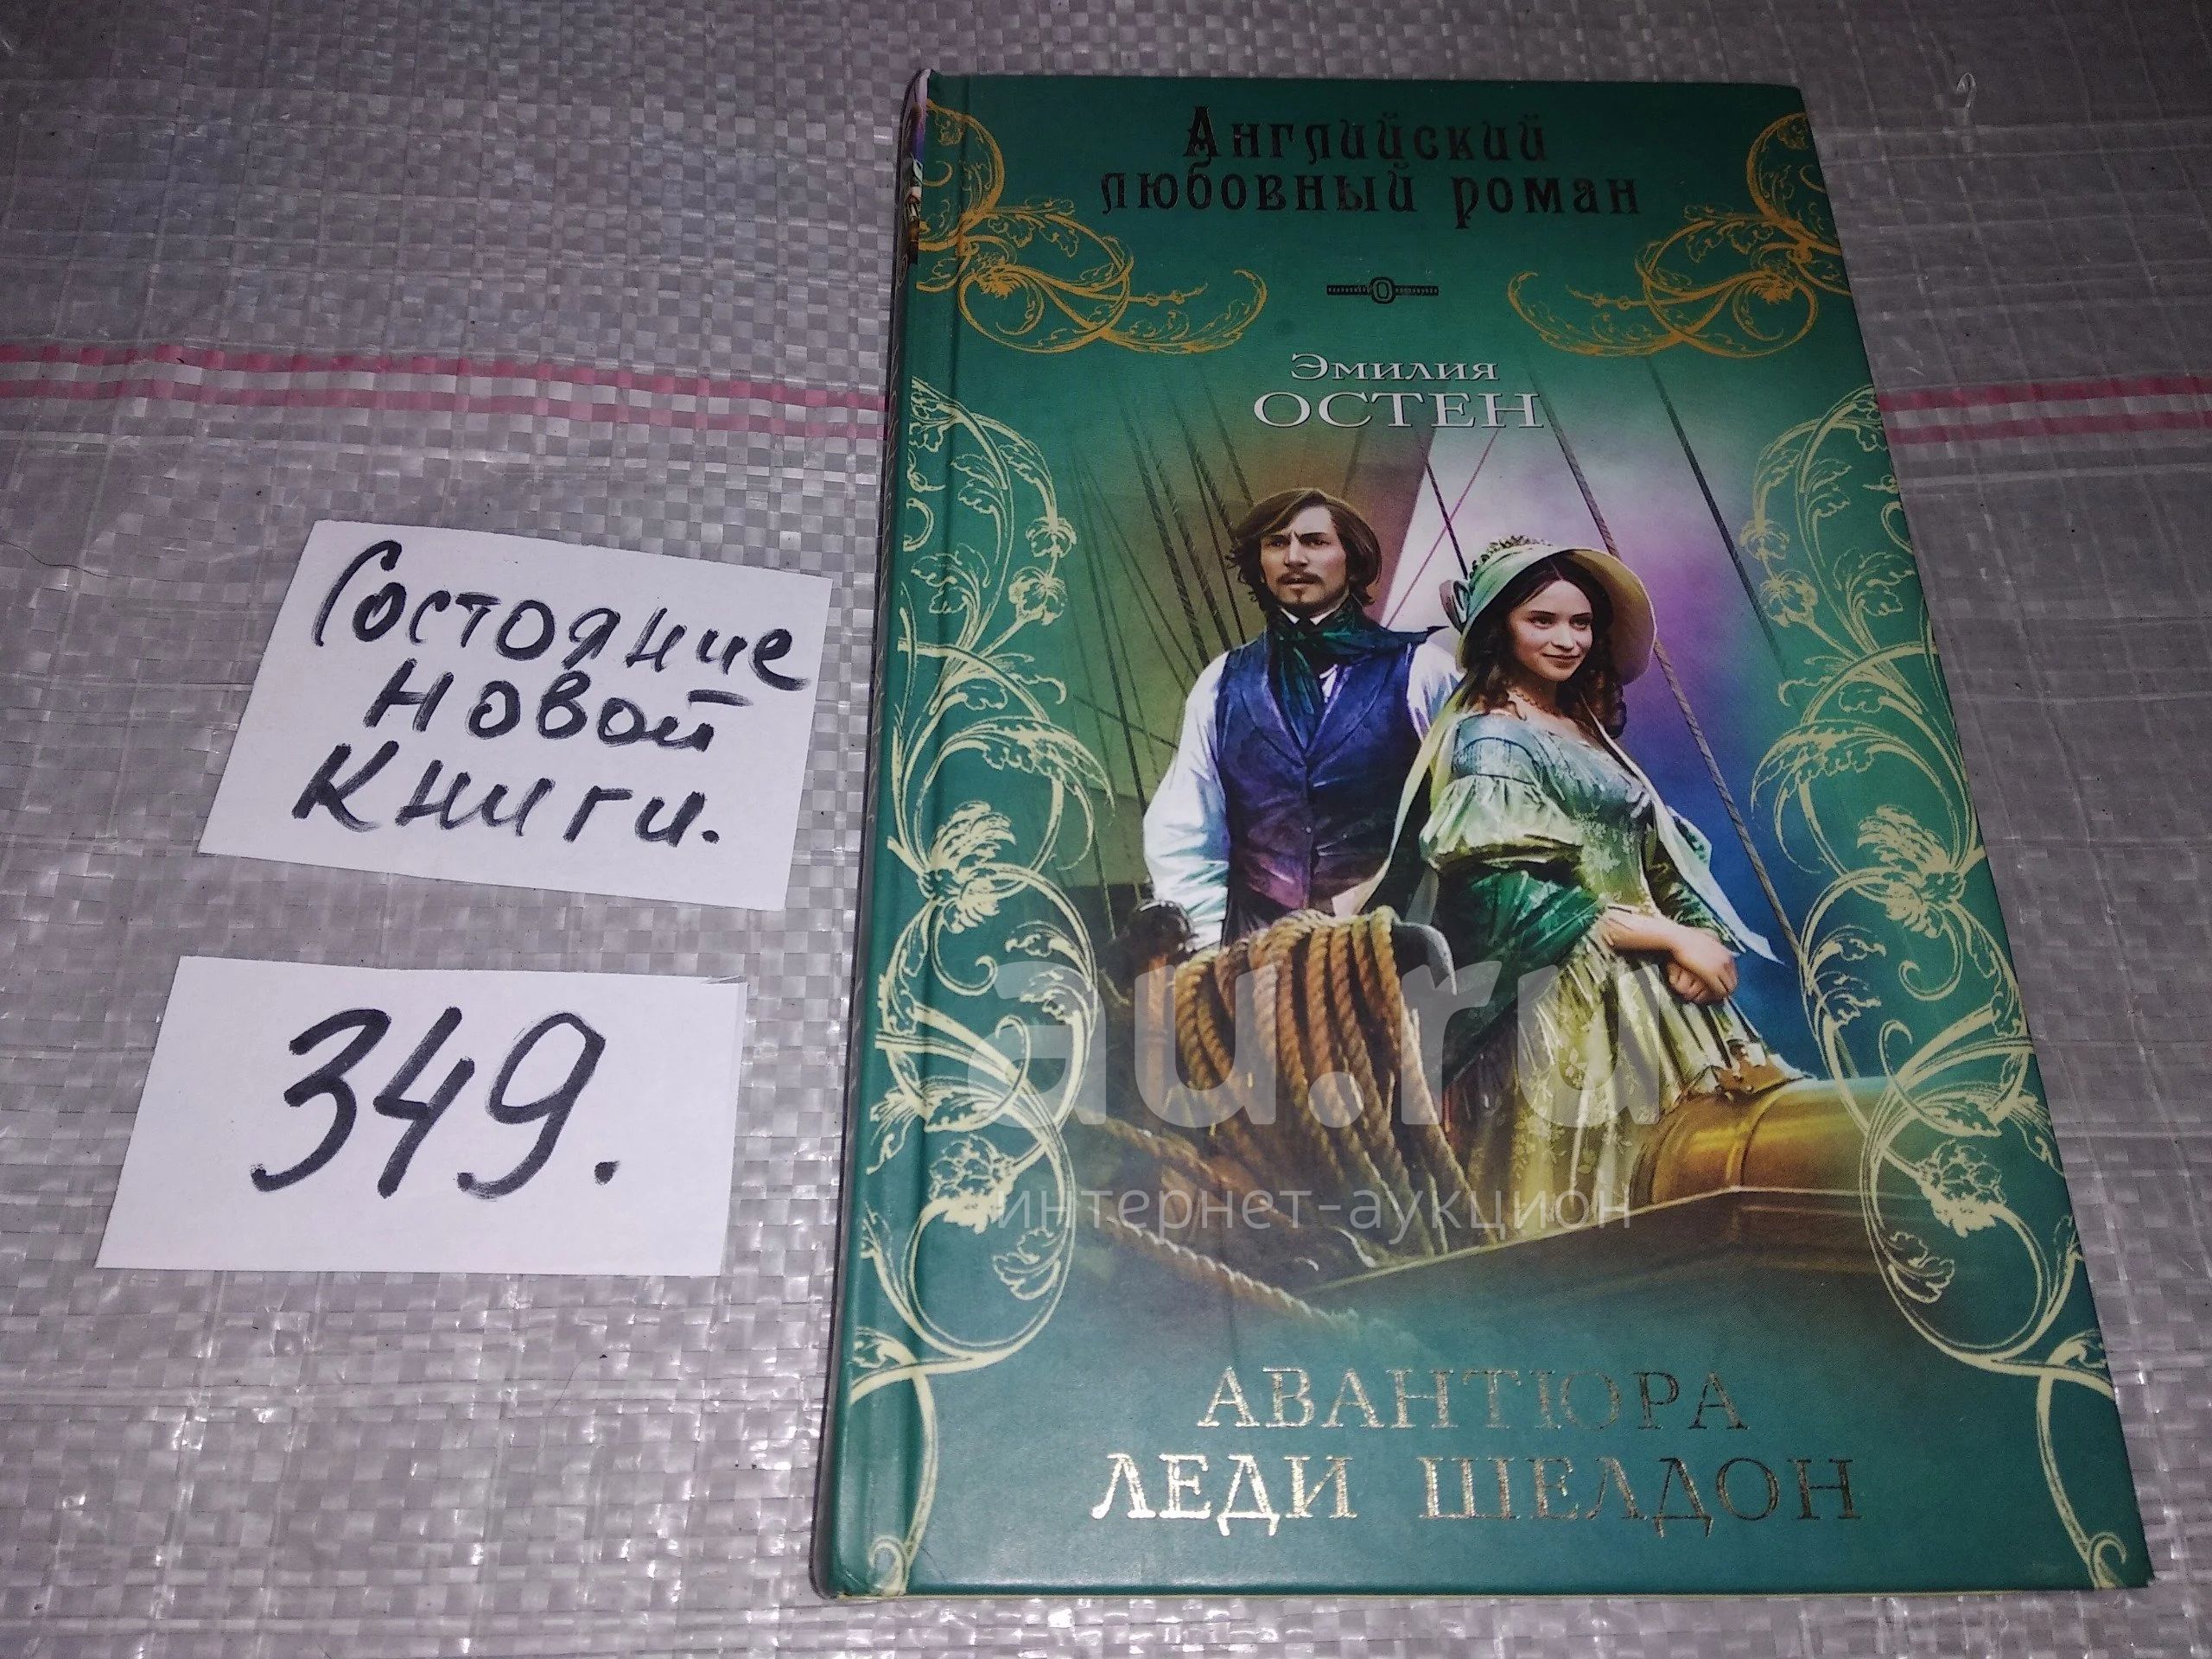 Английский
любовный роман
Эмилия
ОСТЕН
Состояние
новой
книги.
349.
au.ru
интернет-аукцион
АВАНТЮРА
ЛЕДИ ШЕЛДОН